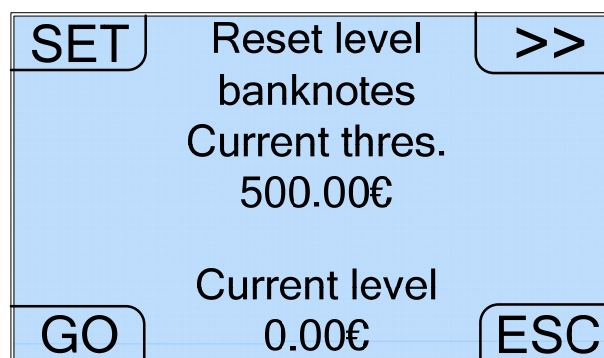 SET Reset level >>
banknotes
Current thres.
500.00€
Current level
GO 0.00€ ESC